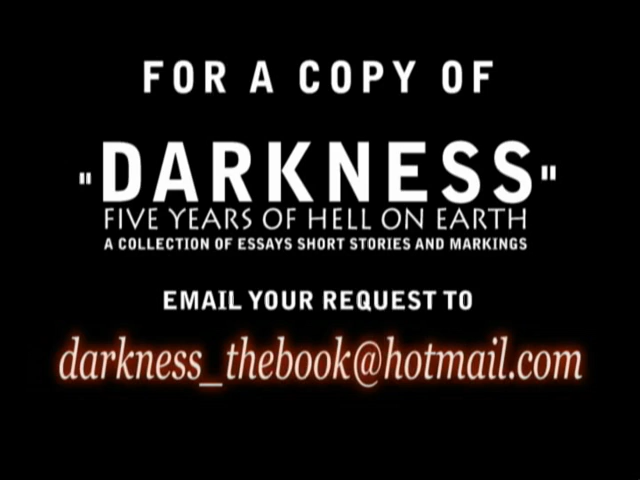 FOR A COPY OF
"DARKNESS"
FIVE YEARS OF HELL ON EARTH
A COLLECTION OF ESSAYS SHORT STORIES AND MARKINGS
EMAIL YOUR REQUEST TO
darkness_thebook@hotmail.com